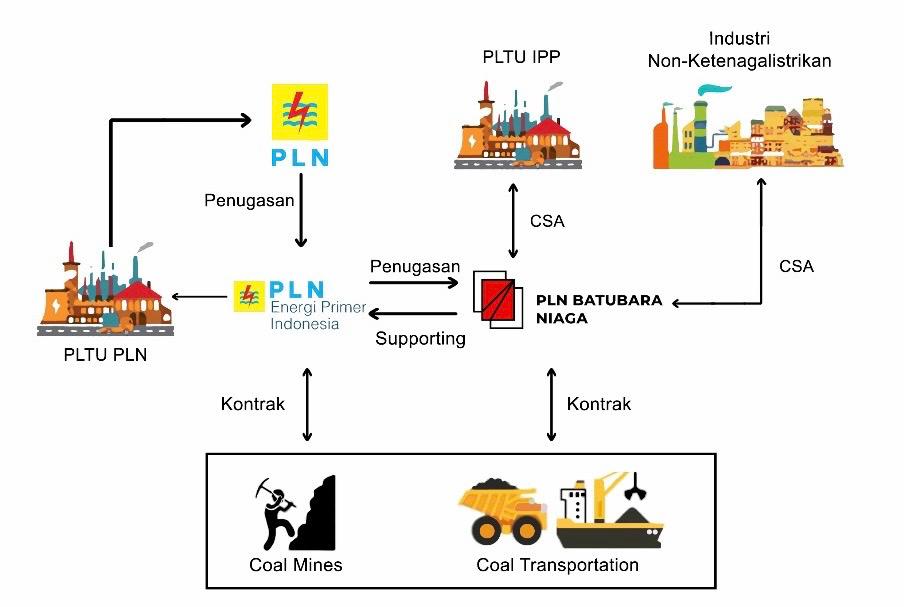 PLTU IPP
Industri
Non-Ketenagalistrikan
PLN
Penugasan
CSA
CSA
PLTU PLN
PLN
Energi Primer
Indonesia
Penugasan
Supporting
PLN BATUBARA
NIAGA
Kontrak
Kontrak
Coal Mines
Coal Transportation